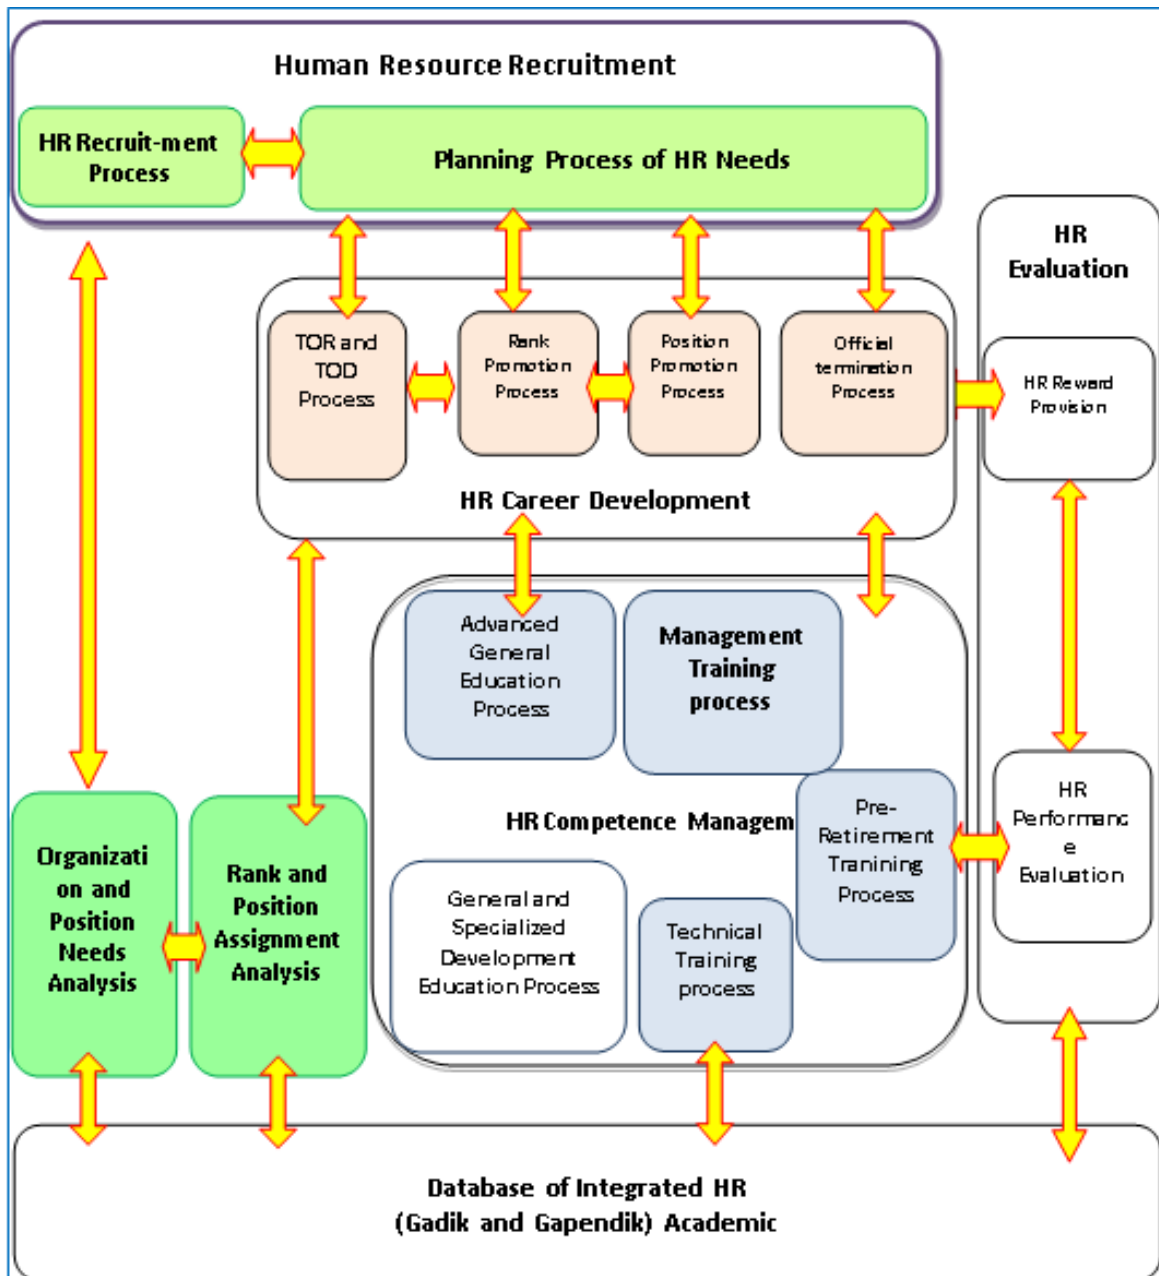 Human Resource Recruitment
HR Recruit-ment
Process
Planning Process of HR Needs
HR
Evaluation
TOR and
TOD
Process
Rank
Promotion
Process
Position
Promotion
Process
Official
termination
Process
HR Reward
Provision
HR Career Development
Advanced
General
Education
Process
Management
Training
process
HR Competence Managem
Pre-
Retirement
Tranining
Process
HR
Performanc
e
Evaluation
Organizati
on and
Position
Needs
Analysis
Rank and
Position
Assignment
Analysis
General and
Specialized
Development
Education Process
Technical
Training
process
Database of Integrated HR
(Gadik and Gapendik) Academic